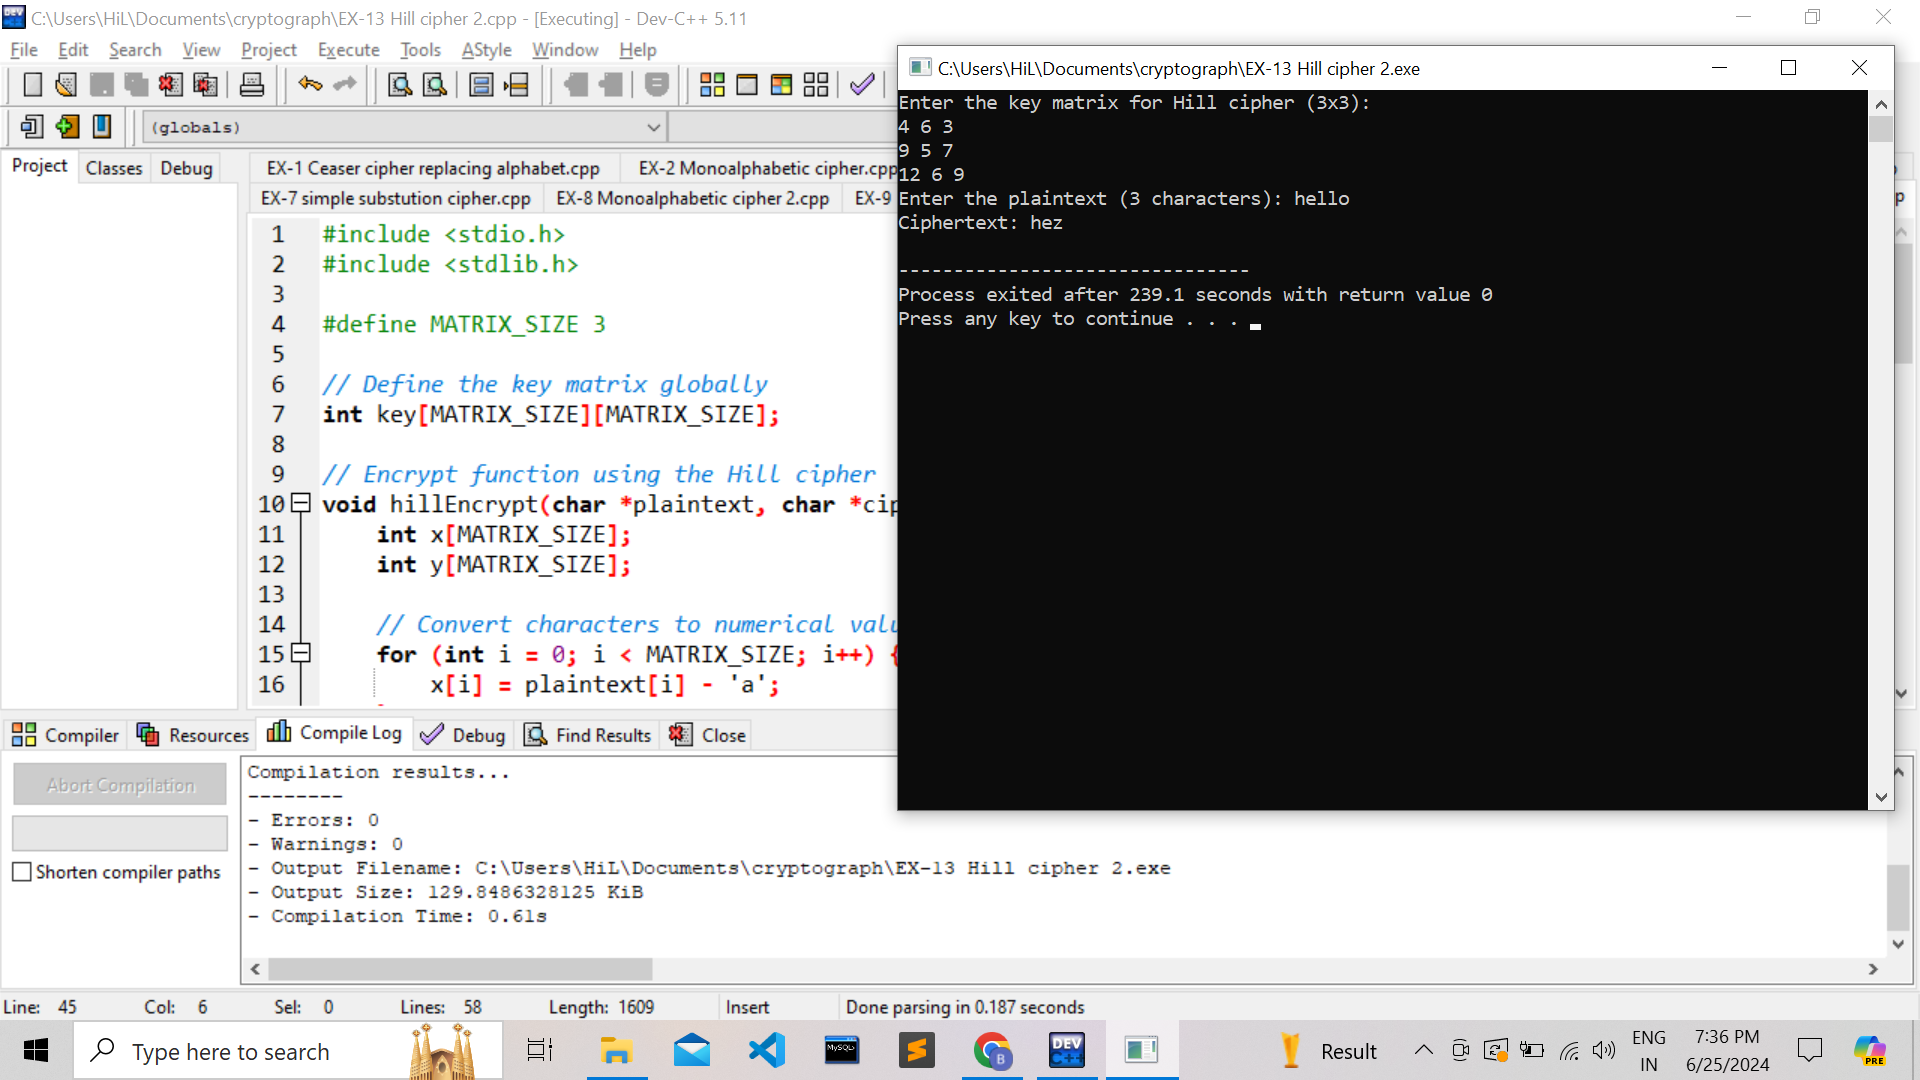 C:\Users\HiL\Documents\cryptograph\EX-13 Hill cipher 2.cpp - [Executing] - Dev-C++ 5.11
File Edit Search View Project Execute Tools AStyle Window Help
(globals)
Project Classes Debug
EX-1 Ceaser cipher replacing alphabet.cpp EX-2 Monoalphabetic cipher.cpp
EX-7 simple substution cipher.cpp EX-8 Monoalphabetic cipher 2.cpp EX-9
1 #include <stdio.h>
2 #include <stdlib.h>
3
4 #define MATRIX_SIZE 3
5
6 // Define the key matrix globally
7 int key[MATRIX_SIZE][MATRIX_SIZE];
8
9 // Encrypt function using the Hill cipher
10 void hillEncrypt(char *plaintext, char *cip
11 int x[MATRIX_SIZE];
12 int y[MATRIX_SIZE];
13
14 // Convert characters to numerical valu
15 for (int i = 0; i < MATRIX_SIZE; i++) {
16 x[i] = plaintext[i] - 'a';
C:\Users\HiL\Documents\cryptograph\EX-13 Hill cipher 2.exe
Enter the key matrix for Hill cipher (3x3):
4 6 3
9 5 7
12 6 9
Enter the plaintext (3 characters): hello
Ciphertext: hez
--------------------------------
Process exited after 239.1 seconds with return value 0
Press any key to continue . . .
Compiler Resources Compile Log Debug Find Results Close
Abort Compilation
Shorten compiler paths
Compilation results...
--------
- Errors: 0
- Warnings: 0
- Output Filename: C:\Users\HiL\Documents\cryptograph\EX-13 Hill cipher 2.exe
- Output Size: 129.8486328125 KiB
- Compilation Time: 0.61s
Line: 45 Col: 6 Sel: 0 Lines: 58 Length: 1609 Insert Done parsing in 0.187 seconds
Type here to search
MySQL
DEV C++
B
Result
ENG
IN
7:36 PM
6/25/2024
PRE